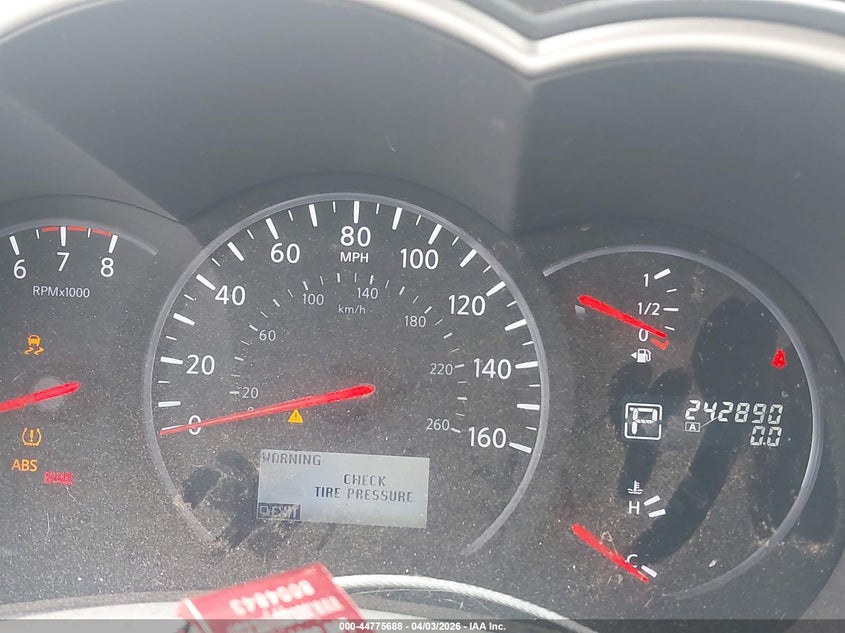 6 7 8
RPMx1000
ABS
BRAKE
0 20 40 60 80 100 120 140 160
MPH
20 60 100 140 180 220 260
km/h
WARNING
CHECK
TIRE PRESSURE
EXIT
1
1/2
0
P
A
242890
0.0
H
C
000-44775688 - 04/03/2026 - IAA Inc.